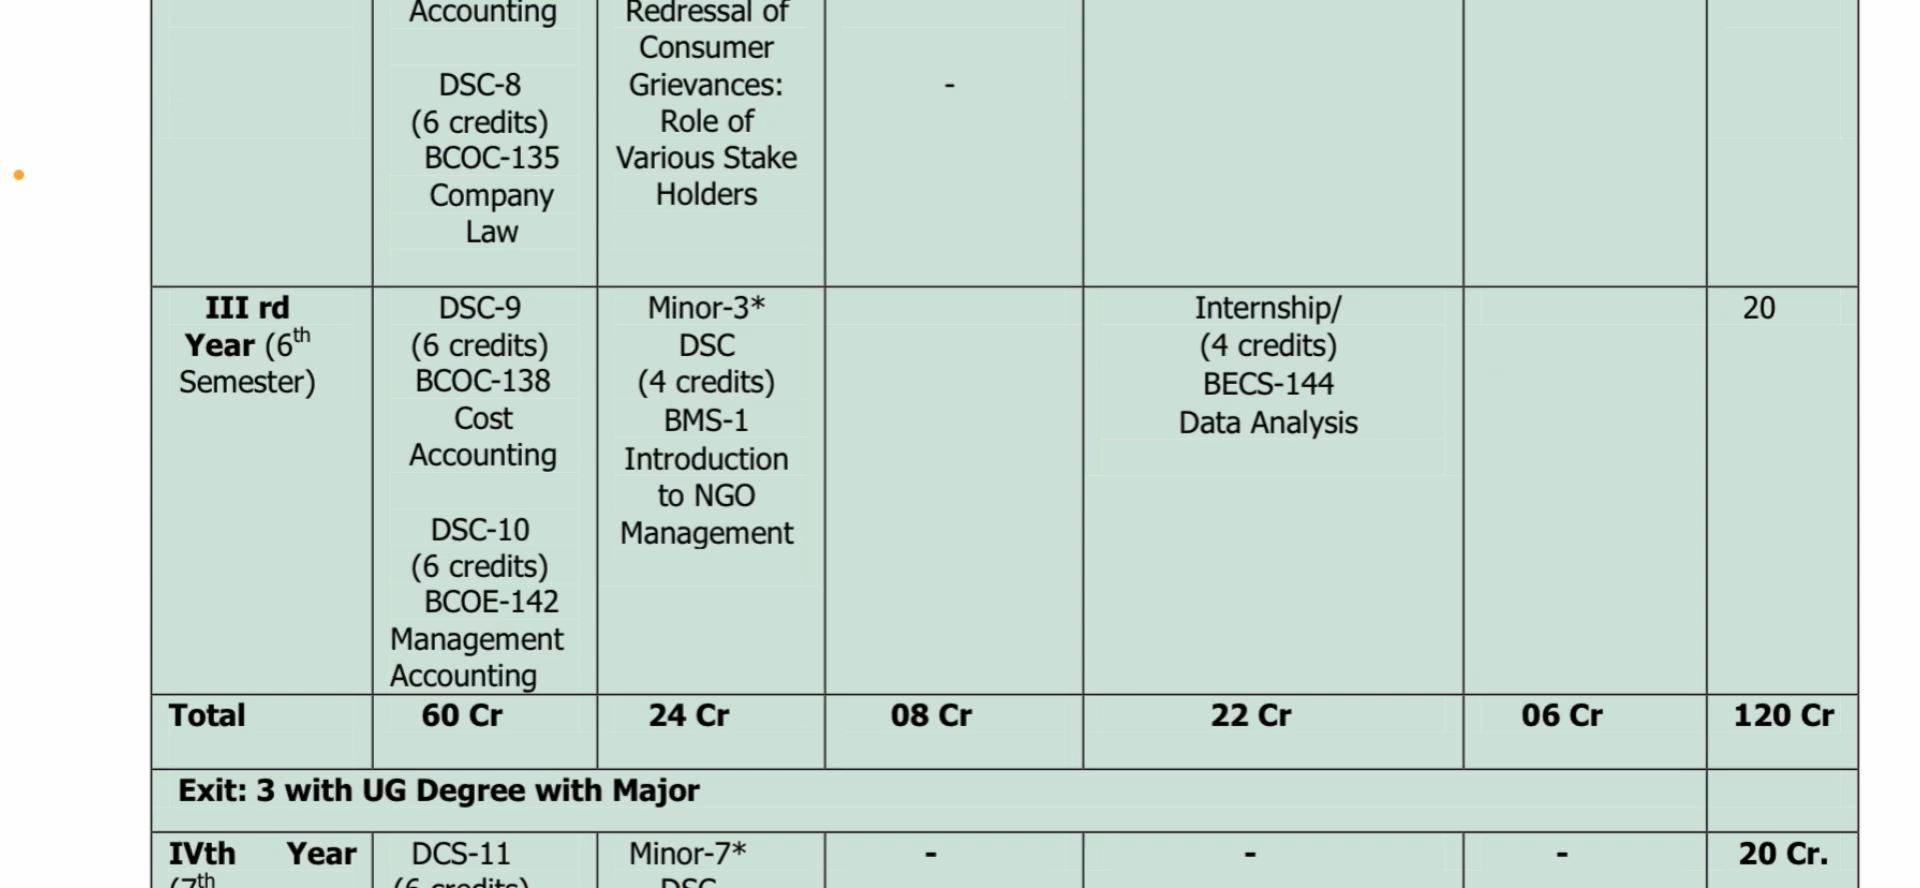 Accounting
DSC-8
(6 credits)
BCOC-135
Company
Law
Redressal of
Consumer
Grievances:
Role of
Various Stake
Holders
-
III rd
Year (6th
Semester)
DSC-9
(6 credits)
BCOC-138
Cost
Accounting
DSC-10
(6 credits)
BCOE-142
Management
Accounting
Minor-3*
DSC
(4 credits)
BMS-1
Introduction
to NGO
Management
Internship/
(4 credits)
BECS-144
Data Analysis
20
Total 60 Cr 24 Cr 08 Cr 22 Cr 06 Cr 120 Cr
Exit: 3 with UG Degree with Major
IVth Year
(7th
DCS-11
(6 credits)
Minor-7*
DSC
-
-
-
20 Cr.